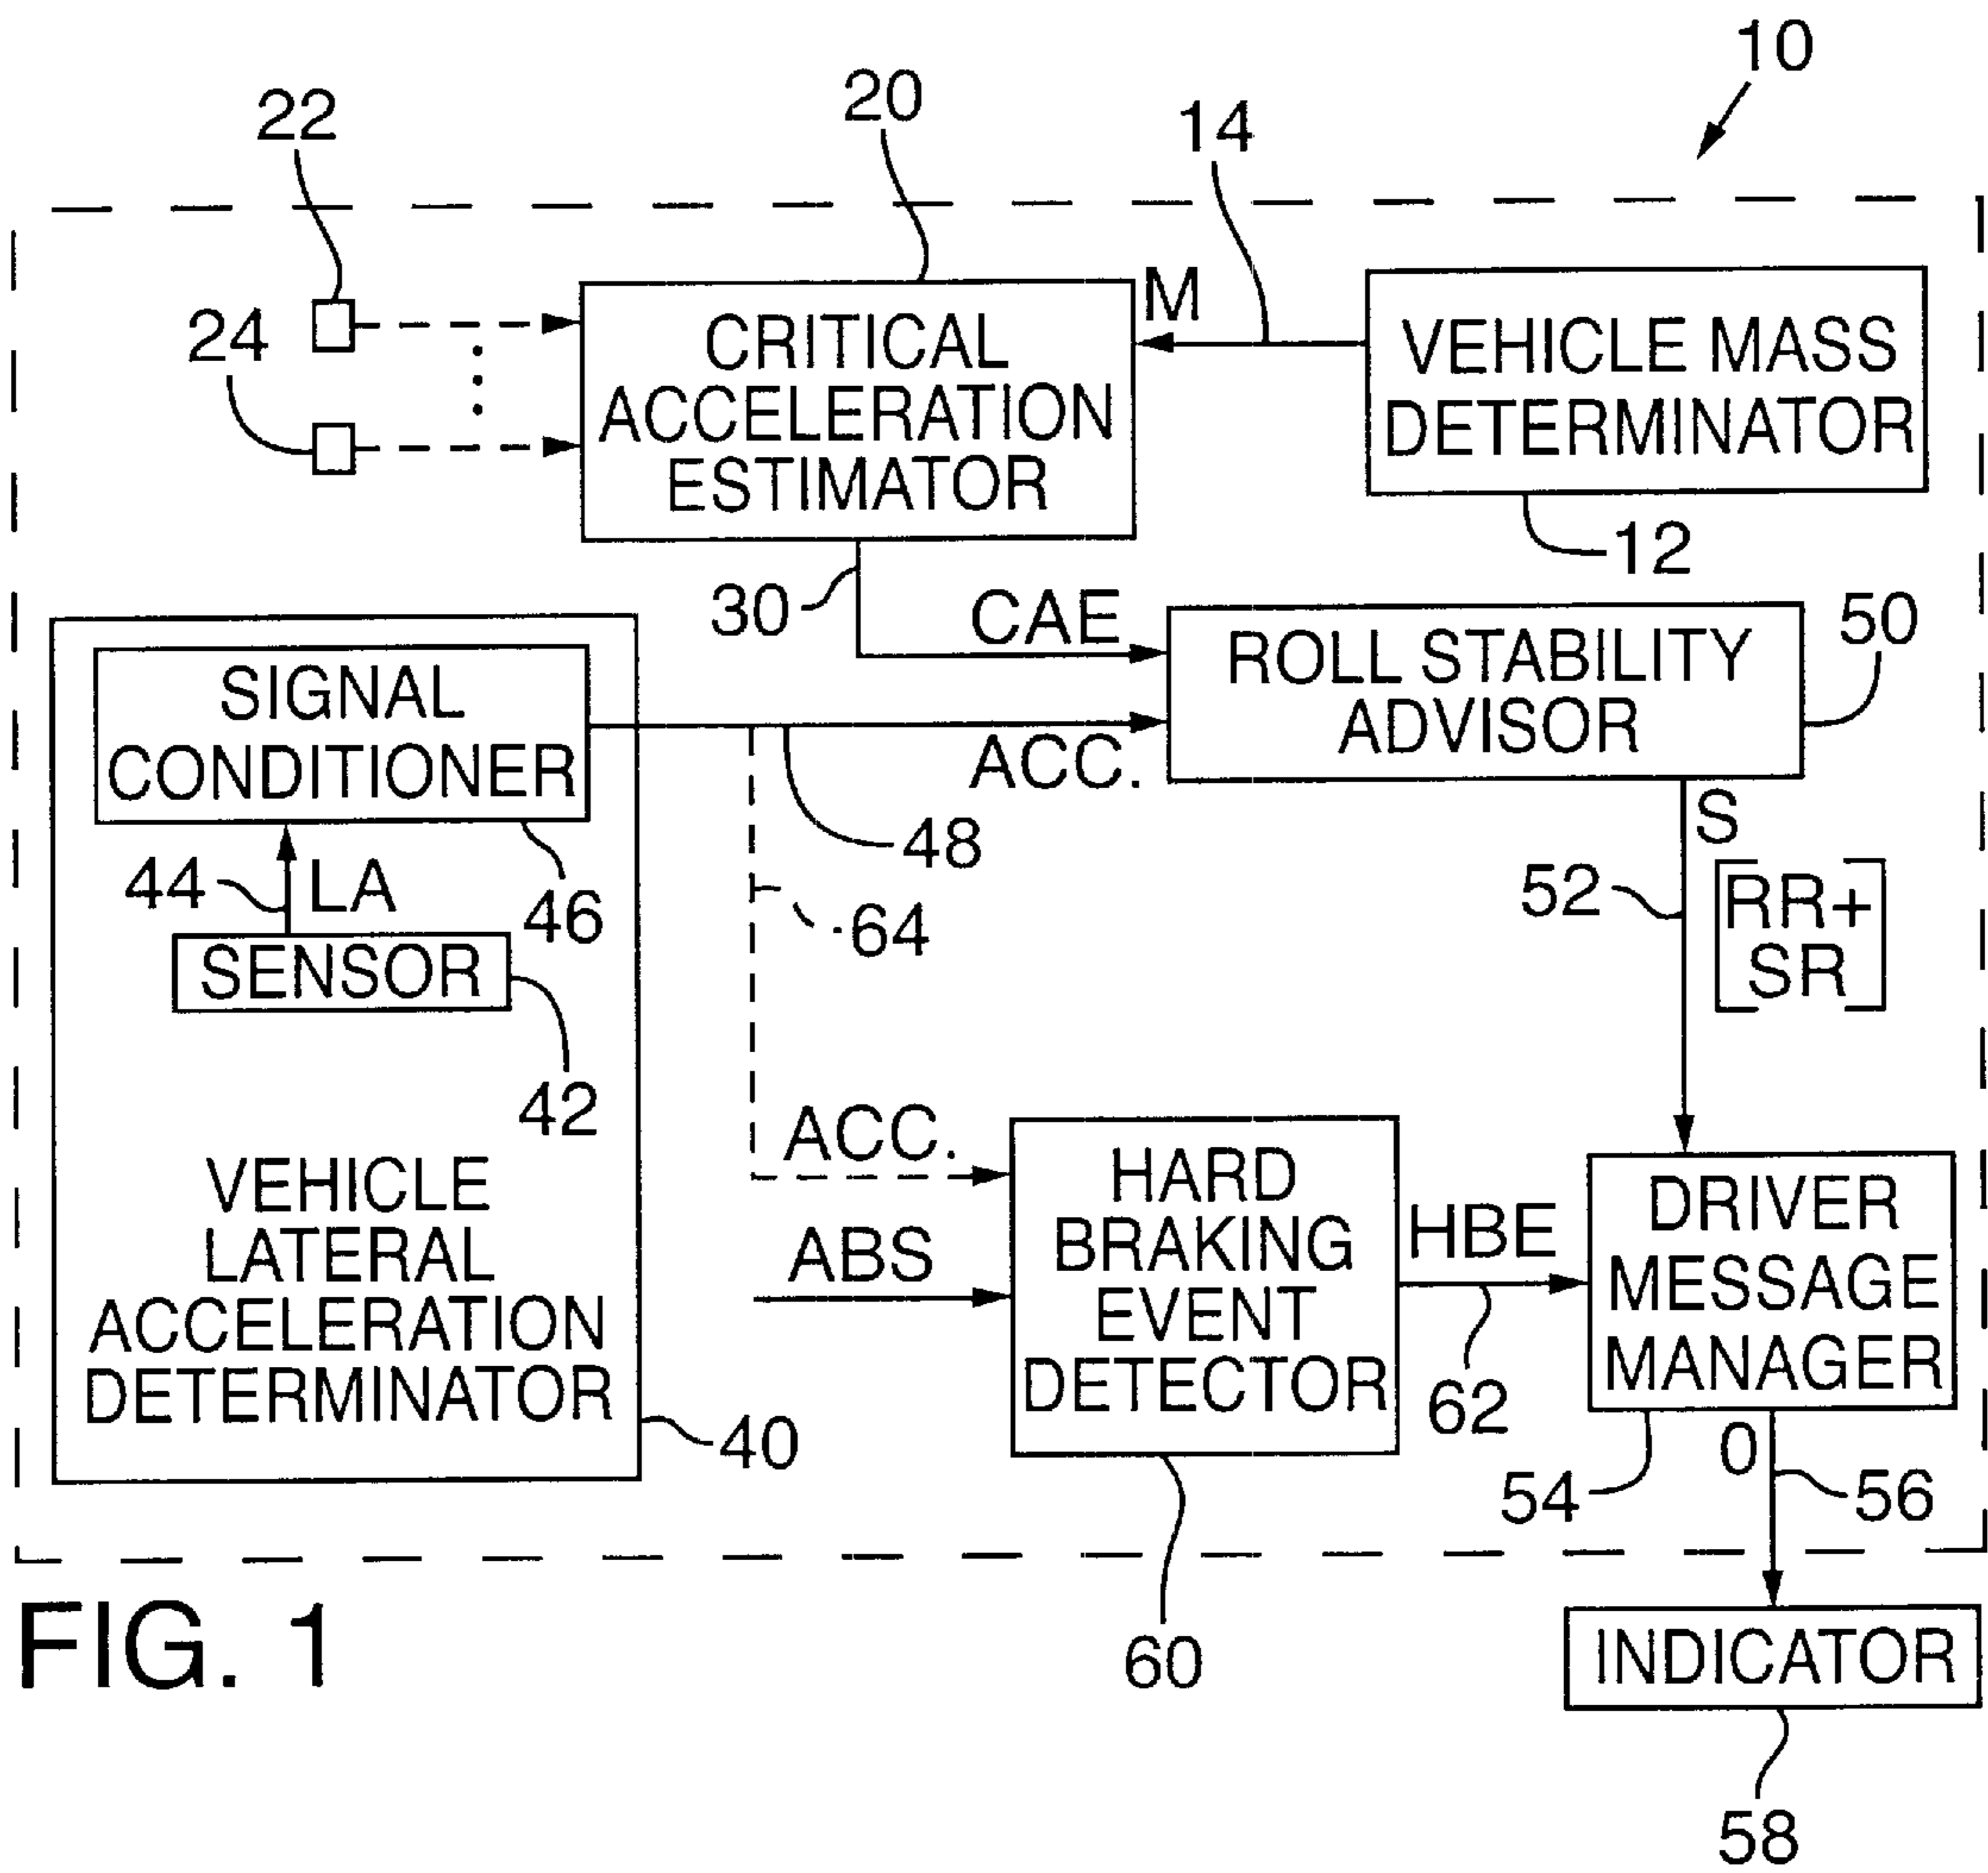 10
20
22
14
24
M
CRITICAL
ACCELERATION
ESTIMATOR
VEHICLE MASS
DETERMINATOR
12
30
CAE
50
ROLL STABILITY
ADVISOR
SIGNAL
CONDITIONER
ACC.
48
S
44
LA
46
64
52
RR+
SR
SENSOR
42
ACC.
VEHICLE
LATERAL
ACCELERATION
DETERMINATOR
40
ABS
HARD
BRAKING
EVENT
DETECTOR
HBE
62
DRIVER
MESSAGE
MANAGER
54
O
56
60
INDICATOR
58
FIG. 1